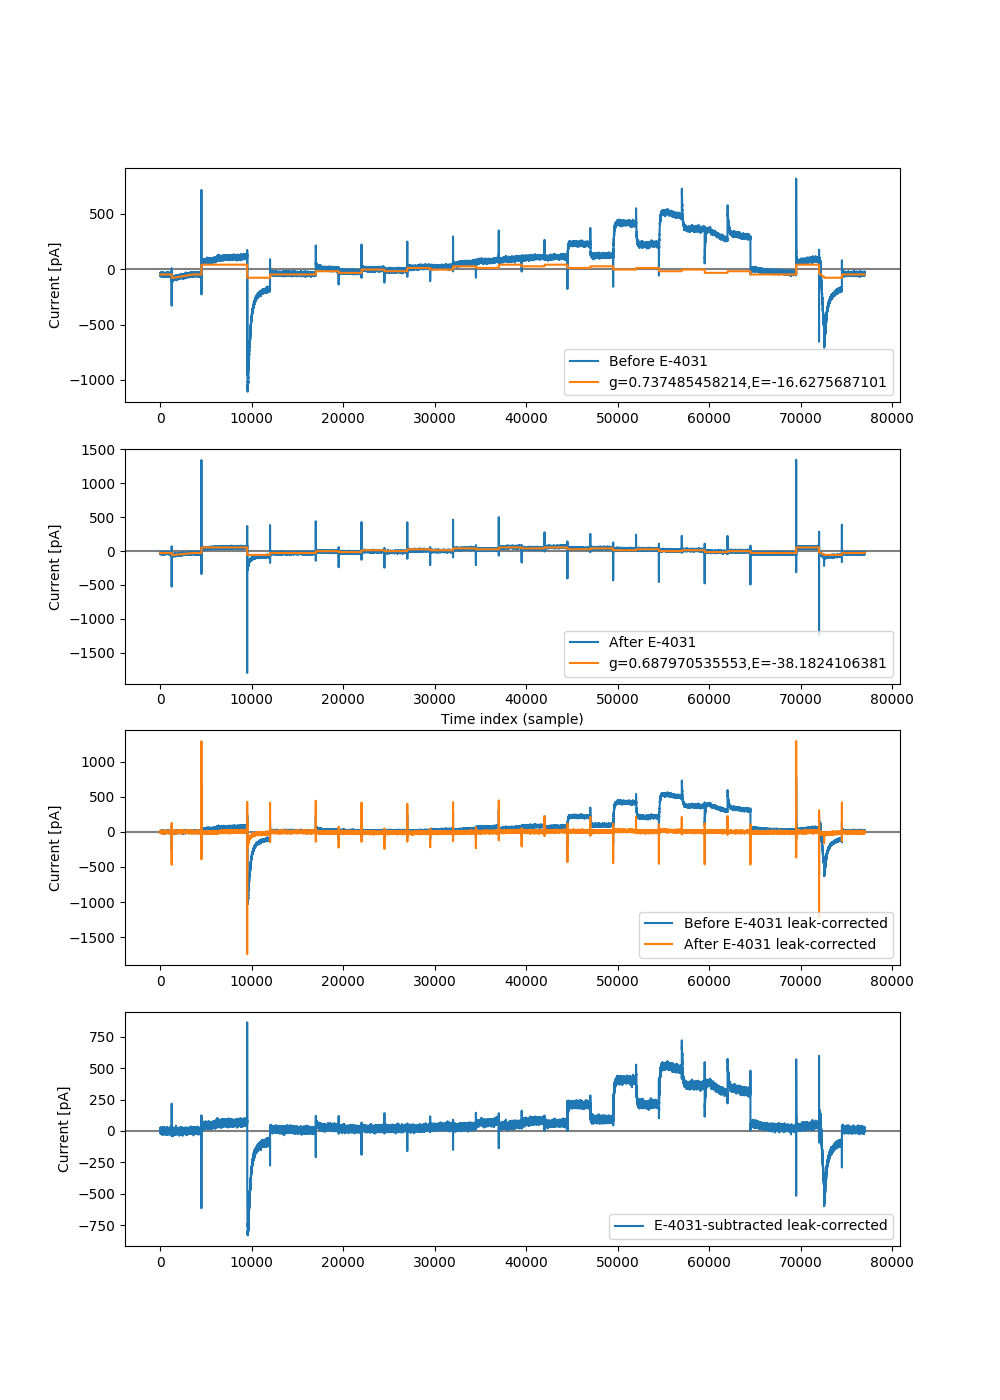 500
0
−500
−1000
Current [pA]
Before E-4031
g=0.737485458214,E=-16.6275687101
0 10000 20000 30000 40000 50000 60000 70000 80000
1500
1000
500
0
−500
−1000
−1500
Current [pA]
After E-4031
g=0.687970535553,E=-38.1824106381
0 10000 20000 30000 40000 50000 60000 70000 80000
Time index (sample)
1000
500
0
−500
−1000
−1500
Current [pA]
Before E-4031 leak-corrected
After E-4031 leak-corrected
0 10000 20000 30000 40000 50000 60000 70000 80000
750
500
250
0
−250
−500
−750
Current [pA]
E-4031-subtracted leak-corrected
0 10000 20000 30000 40000 50000 60000 70000 80000